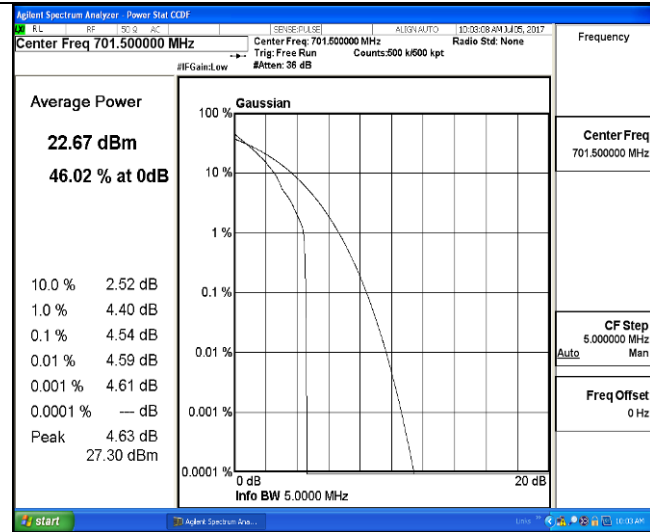 Agilent Spectrum Analyzer - Power Stat CCDF
RL RF 50 Ω AC SENSE:PULSE ALIGN AUTO 10:03:08 AM Jul 05, 2017
Center Freq 701.500000 MHz
Center Freq: 701.500000 MHz Radio Std: None
Trig: Free Run Counts:500 k/500 kpt
#IFGain:Low #Atten: 36 dB
Frequency
Average Power
22.67 dBm
46.02 % at 0dB
10.0 % 2.52 dB
1.0 % 4.40 dB
0.1 % 4.54 dB
0.01 % 4.59 dB
0.001 % 4.61 dB
0.0001 % --- dB
Peak 4.63 dB
27.30 dBm
Gaussian
100 %
10 %
1 %
0.1 %
0.01 %
0.001 %
0.0001 %
0 dB 20 dB
Info BW 5.0000 MHz
Center Freq
701.500000 MHz
CF Step
5.000000 MHz
Auto Man
Freq Offset
0 Hz
start Agilent Spectrum Ana... Links » 10:03 AM